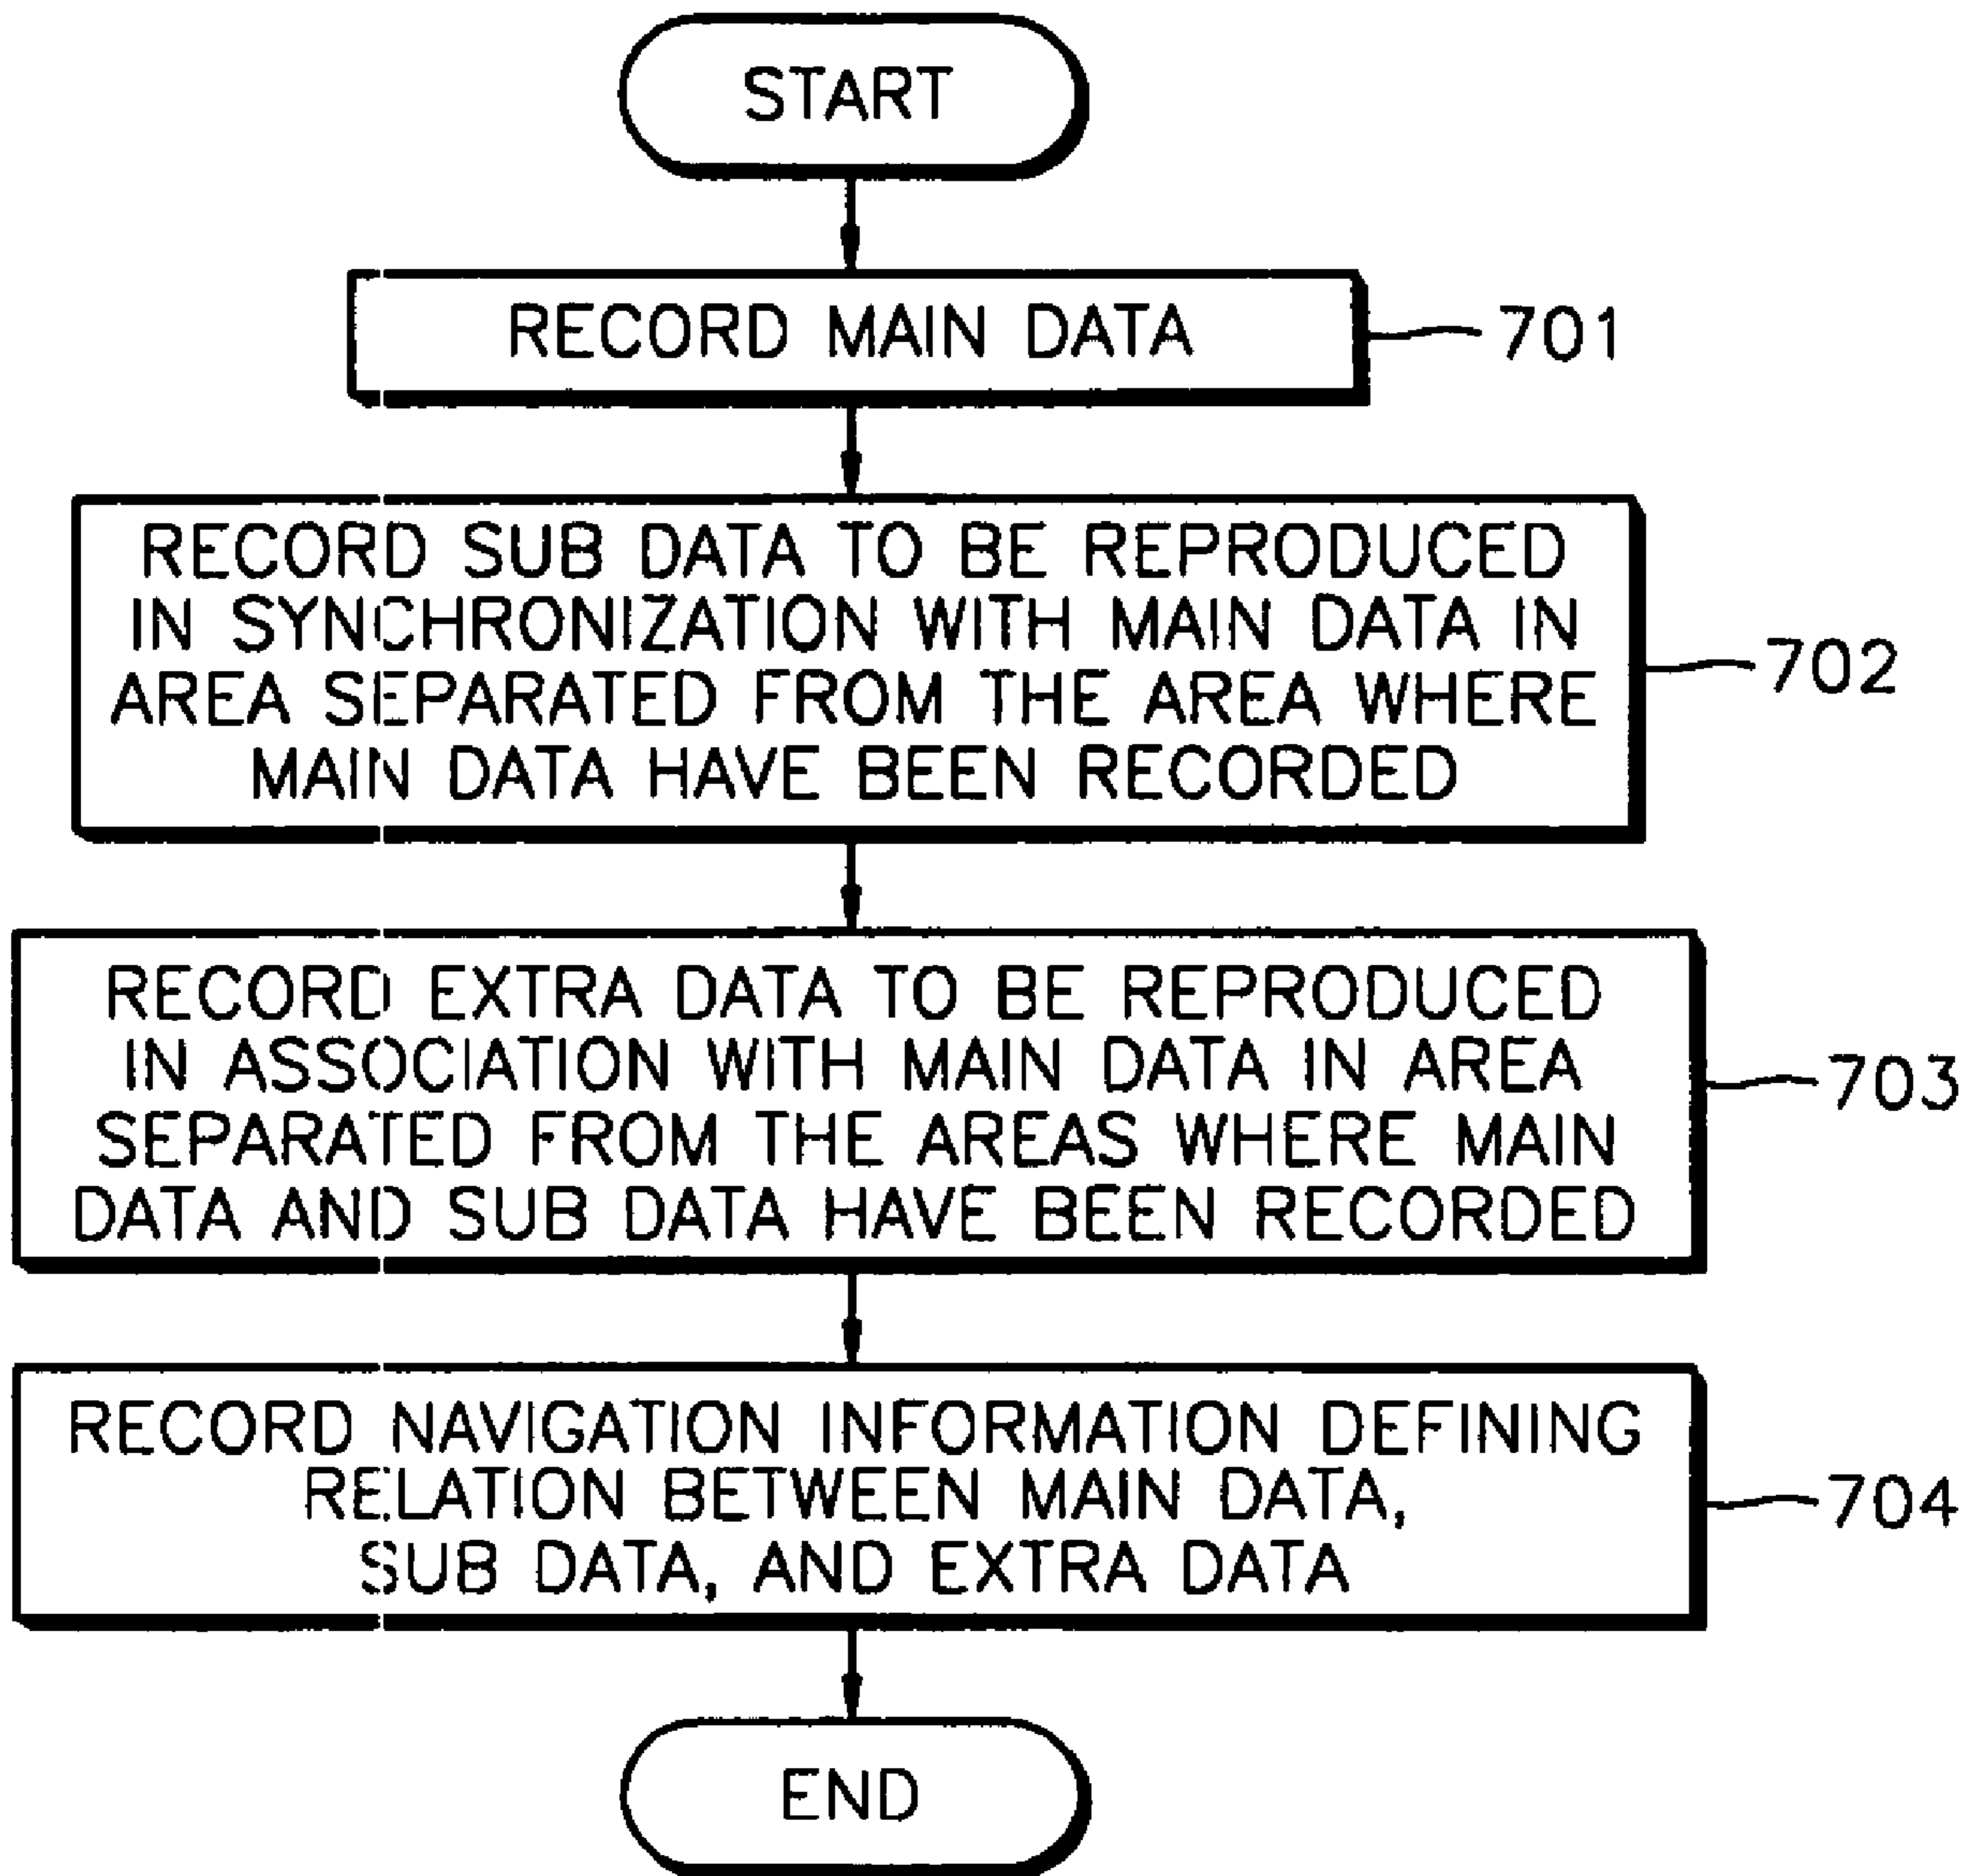 START
RECORD MAIN DATA
701
RECORD SUB DATA TO BE REPRODUCED
IN SYNCHRONIZATION WITH MAIN DATA IN
AREA SEPARATED FROM THE AREA WHERE
MAIN DATA HAVE BEEN RECORDED
702
RECORD EXTRA DATA TO BE REPRODUCED
IN ASSOCIATION WITH MAIN DATA IN AREA
SEPARATED FROM THE AREAS WHERE MAIN
DATA AND SUB DATA HAVE BEEN RECORDED
703
RECORD NAVIGATION INFORMATION DEFINING
RELATION BETWEEN MAIN DATA,
SUB DATA, AND EXTRA DATA
704
END